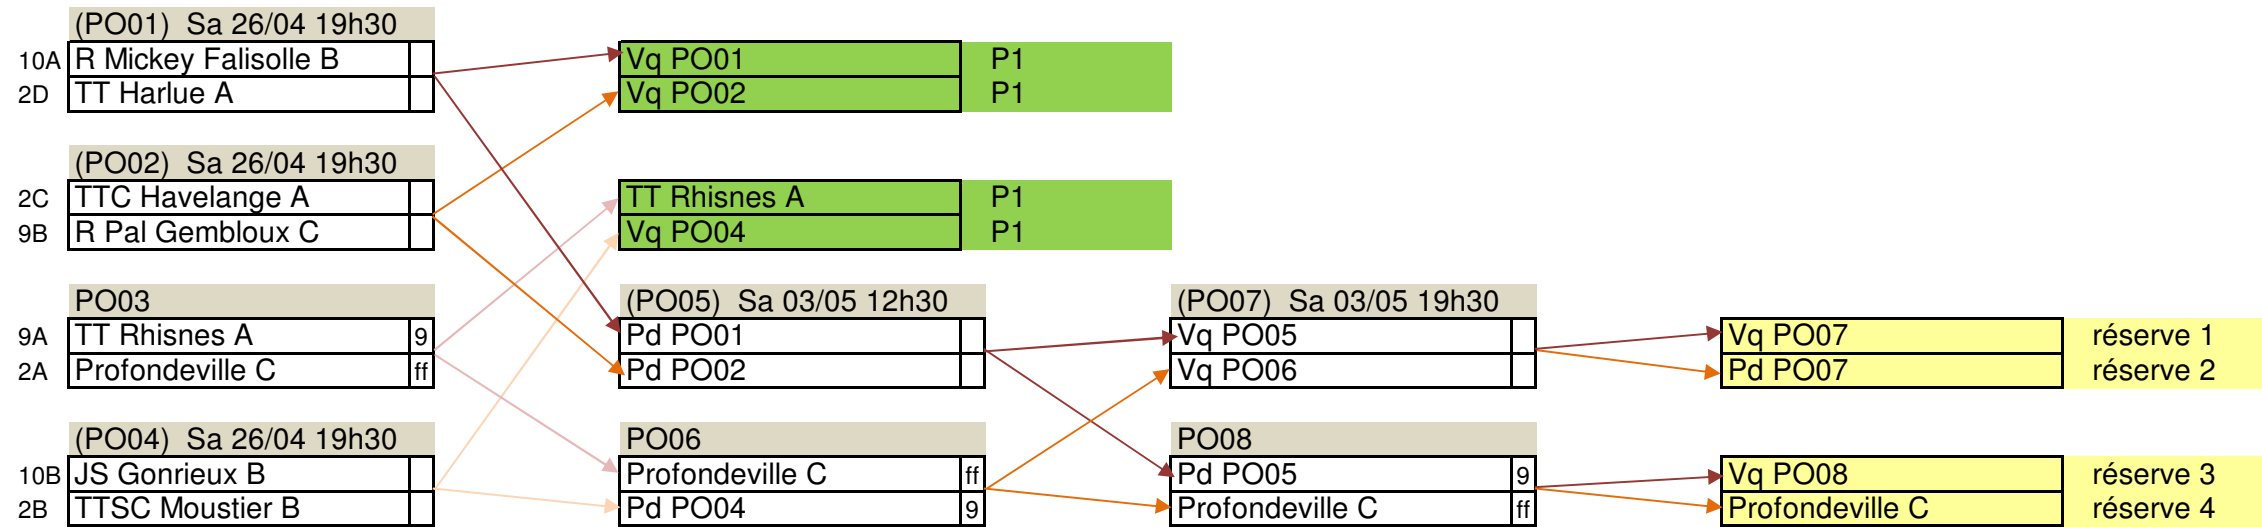 (PO01) Sa 26/04 19h30
10A R Mickey Falisolle B
2D TT Harlue A
Vq PO01 P1
Vq PO02 P1
(PO02) Sa 26/04 19h30
2C TTC Havelange A
9B R Pal Gembloux C
TT Rhisnes A P1
Vq PO04 P1
PO03
9A TT Rhisnes A 9
2A Profondeville C ff
(PO05) Sa 03/05 12h30
Pd PO01
Pd PO02
(PO07) Sa 03/05 19h30
Vq PO05
Vq PO06
Vq PO07 réserve 1
Pd PO07 réserve 2
(PO04) Sa 26/04 19h30
10B JS Gonrieux B
2B TTSC Moustier B
PO06
Profondeville C ff
Pd PO04 9
PO08
Pd PO05 9
Profondeville C ff
Vq PO08 réserve 3
Profondeville C réserve 4